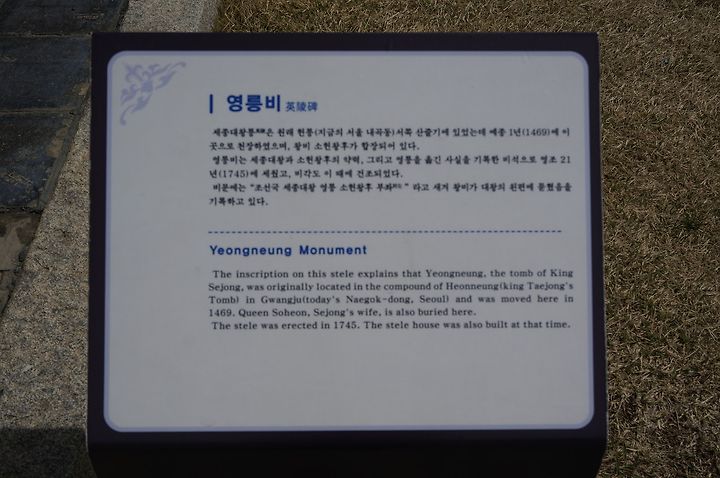 영릉비 英陵碑
세종대왕릉英陵은 원래 헌릉(지금의 서울 내곡동)서쪽 산줄기에 있었는데 예종 1년(1469)에 이
곳으로 천장하였으며, 왕비 소헌왕후가 합장되어 있다.
영릉비는 세종대왕과 소헌왕후의 약력, 그리고 영릉을 옮긴 사실을 기록한 비석으로 영조 21
년(1745)에 세웠고, 비각도 이 때에 건조되었다.
비문에는 "조선국 세종대왕 영릉 소헌왕후 부좌" 라고 새겨 왕비가 대왕의 왼편에 묻혔음을
기록하고 있다.
Yeongneung Monument
The inscription on this stele explains that Yeongneung, the tomb of King
Sejong, was originally located in the compound of Heonneung(king Taejong's
Tomb) in Gwangju(today's Naegok-dong, Seoul) and was moved here in
1469. Queen Soheon, Sejong's wife, is also buried here.
The stele was erected in 1745. The stele house was also built at that time.